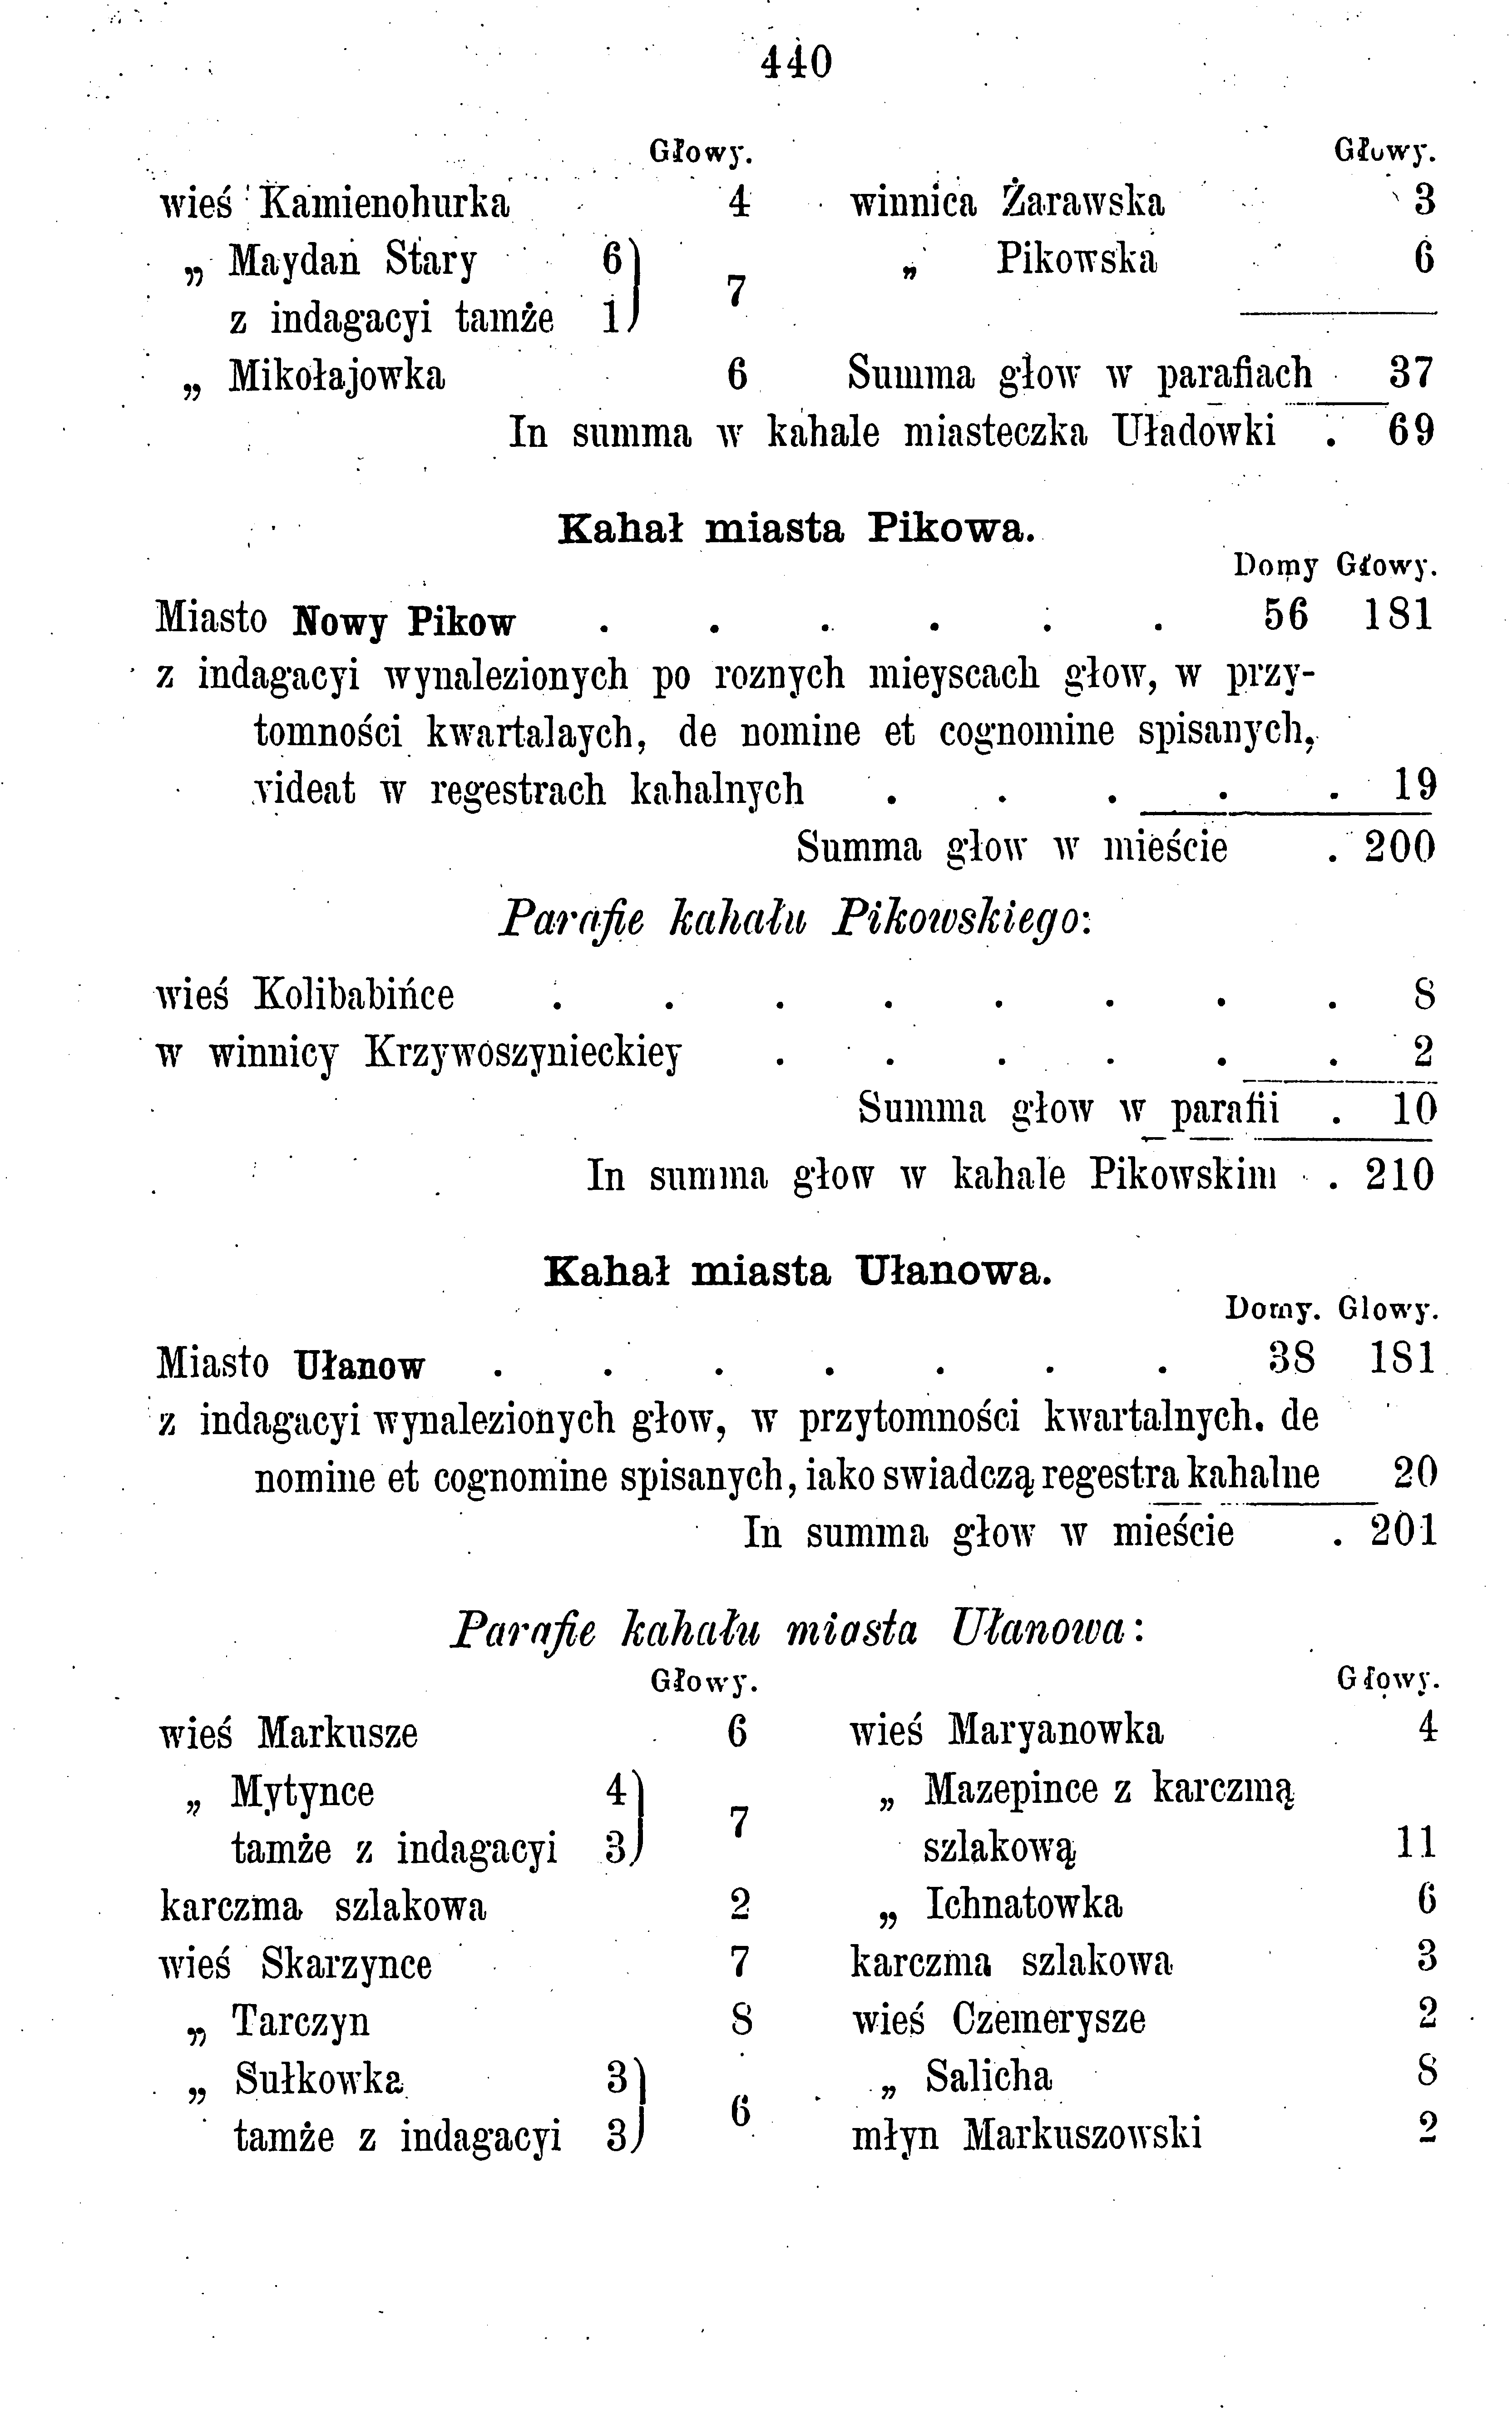 440
Głowy.
wieś Kamienohurka 4
„ Maydan Stary 6
z indagacyi tamże 1 } 7
„ Mikołajowka 6
Głowy.
winnica Żarawska 3
„ Pikowska 6
Summa głow w parafiach 37
In summa w kahale miasteczka Uładowki . 69
Kahał miasta Pikowa.
Domy Głowy.
Miasto Nowy Pikow . . . . . . 56 181
z indagacyi wynalezionych po roznych mieyscach głow, w przy-
tomności kwartalaych, de nomine et cognomine spisanych,
videat w regestrach kahalnych . . . . . 19
Summa głow w mieście . 200
Parafie kahału Pikowskiego:
wieś Kolibabińce . . . . . . . . 8
w winnicy Krzywoszynieckiey . . . . . . 2
Summa głow w parafii . 10
In summa głow w kahale Pikowskim . 210
Kahał miasta Ułanowa.
Domy. Glowy.
Miasto Ułanow . . . . . . . 38 181
z indagacyi wynalezionych głow, w przytomności kwartalnych. de
nomine et cognomine spisanych, iako swiadczą regestra kahalne 20
In summa głow w mieście . 201
Parafie kahału miasta Ułanowa:
Głowy.
wieś Markusze 6
„ Mytynce 4
tamże z indagacyi 3 } 7
karczma szlakowa 2
wieś Skarzynce 7
„ Tarczyn 8
„ Sułkowka 3
tamże z indagacyi 3 } 6
Głowy.
wieś Maryanowka 4
„ Mazepince z karczmą
szlakową 11
„ Ichnatowka 6
karczma szlakowa 3
wieś Czemerysze 2
„ Salicha 8
młyn Markuszowski 2